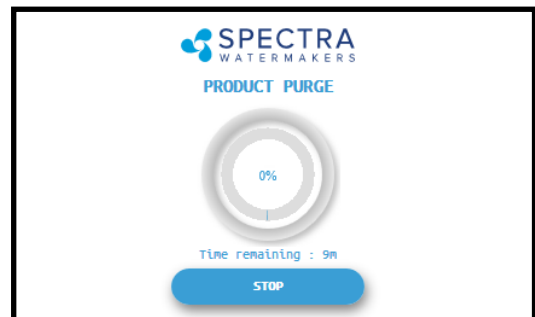 SPECTRA
WATERMAKERS
PRODUCT PURGE
0%
Time remaining : 9m
STOP